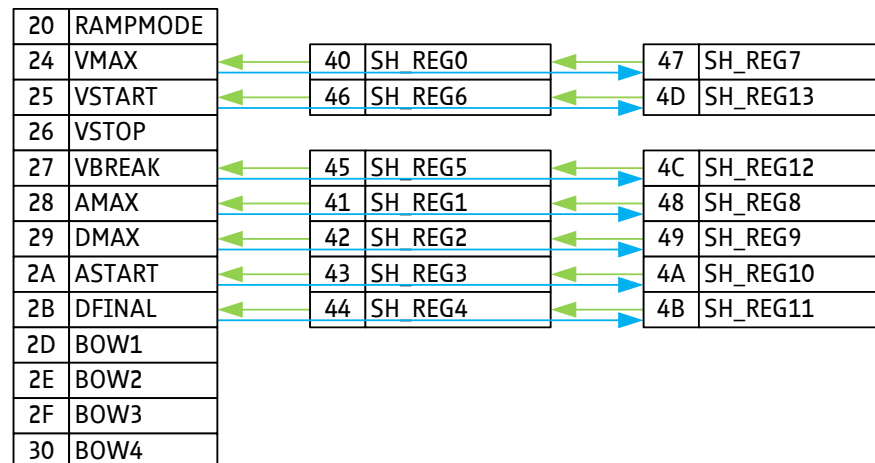 20 RAMPMODE
24 VMAX 40 SH_REG0 47 SH_REG7
25 VSTART 46 SH_REG6 4D SH_REG13
26 VSTOP
27 VBREAK 45 SH_REG5 4C SH_REG12
28 AMAX 41 SH_REG1 48 SH_REG8
29 DMAX 42 SH_REG2 49 SH_REG9
2A ASTART 43 SH_REG3 4A SH_REG10
2B DFINAL 44 SH_REG4 4B SH_REG11
2D BOW1
2E BOW2
2F BOW3
30 BOW4